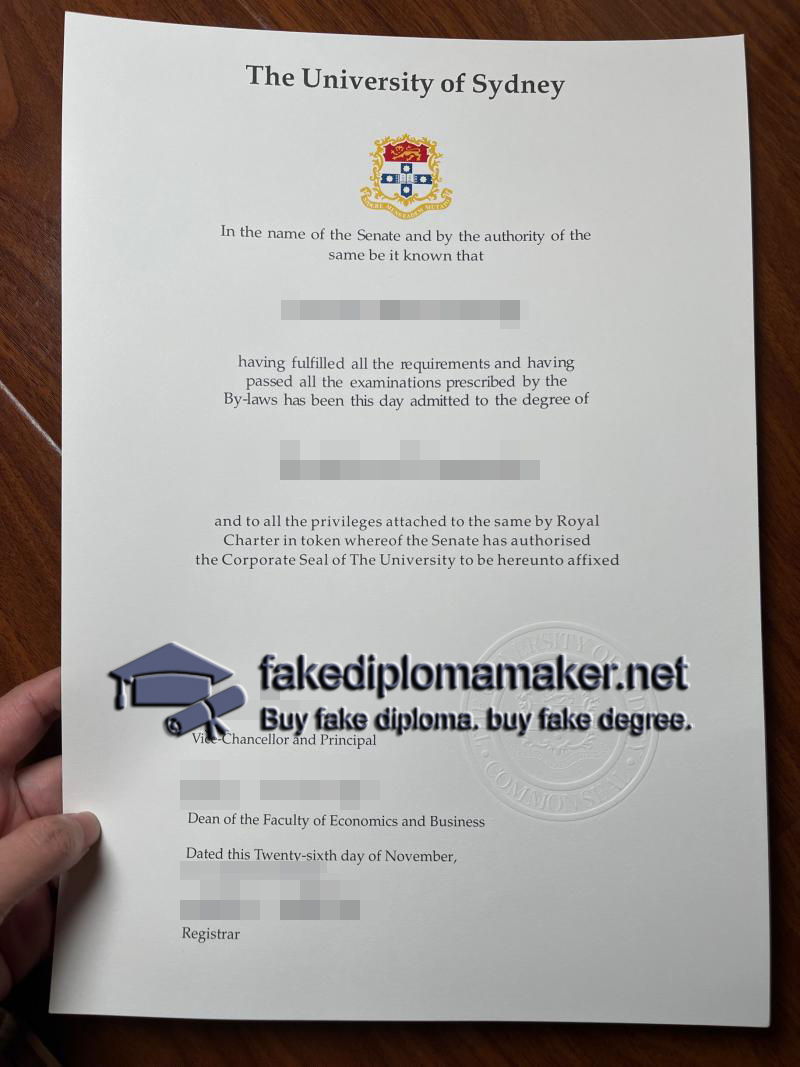 The University of Sydney
In the name of the Senate and by the authority of the
same be it known that
having fulfilled all the requirements and having
passed all the examinations prescribed by the
By-laws has been this day admitted to the degree of
and to all the privileges attached to the same by Royal
Charter in token whereof the Senate has authorised
the Corporate Seal of The University to be hereunto affixed
fakediplomamaker.net
Buy fake diploma. buy fake degree.
Vice-Chancellor and Principal
COMMON SEAL
Dean of the Faculty of Economics and Business
Dated this Twenty-sixth day of November,
Registrar